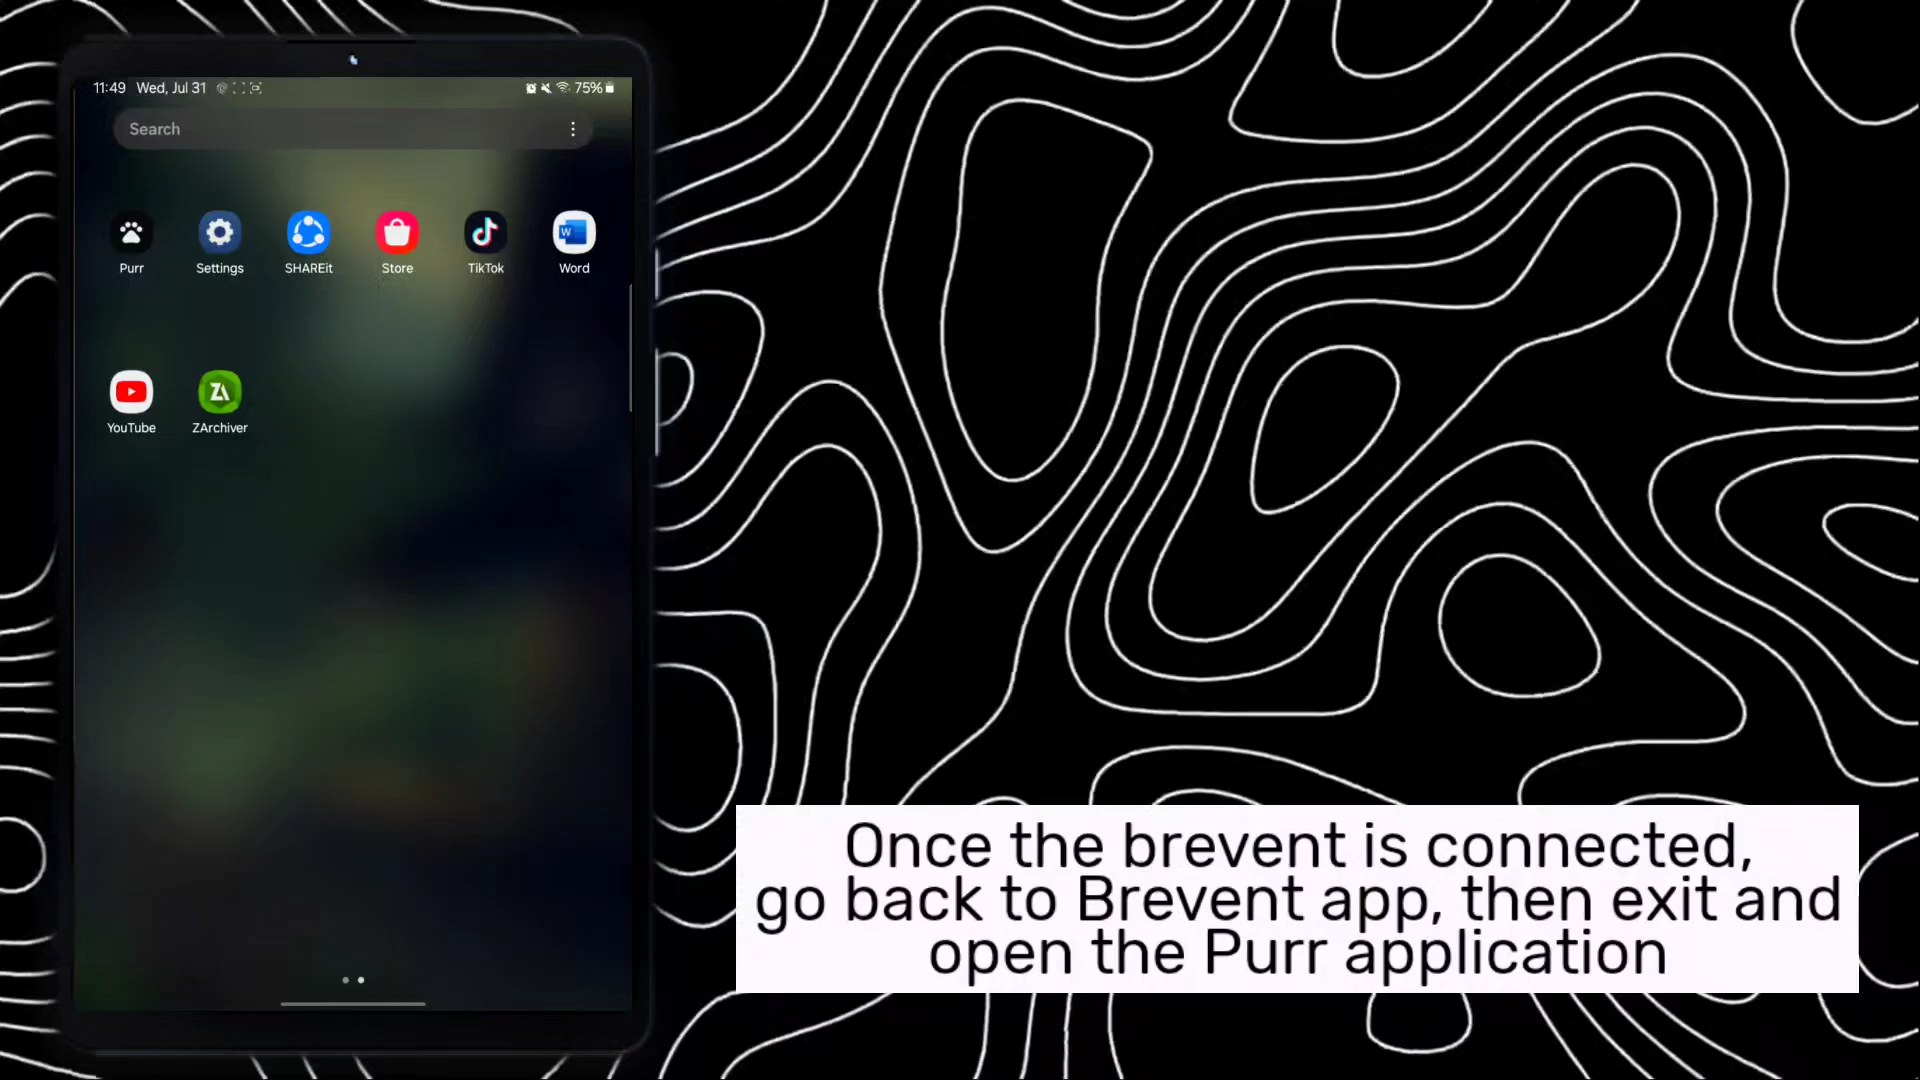 11:49 Wed, Jul 31 75%
Search
Purr Settings SHAREit Store TikTok Word
YouTube ZArchiver
Once the brevent is connected,
go back to Brevent app, then exit and
open the Purr application